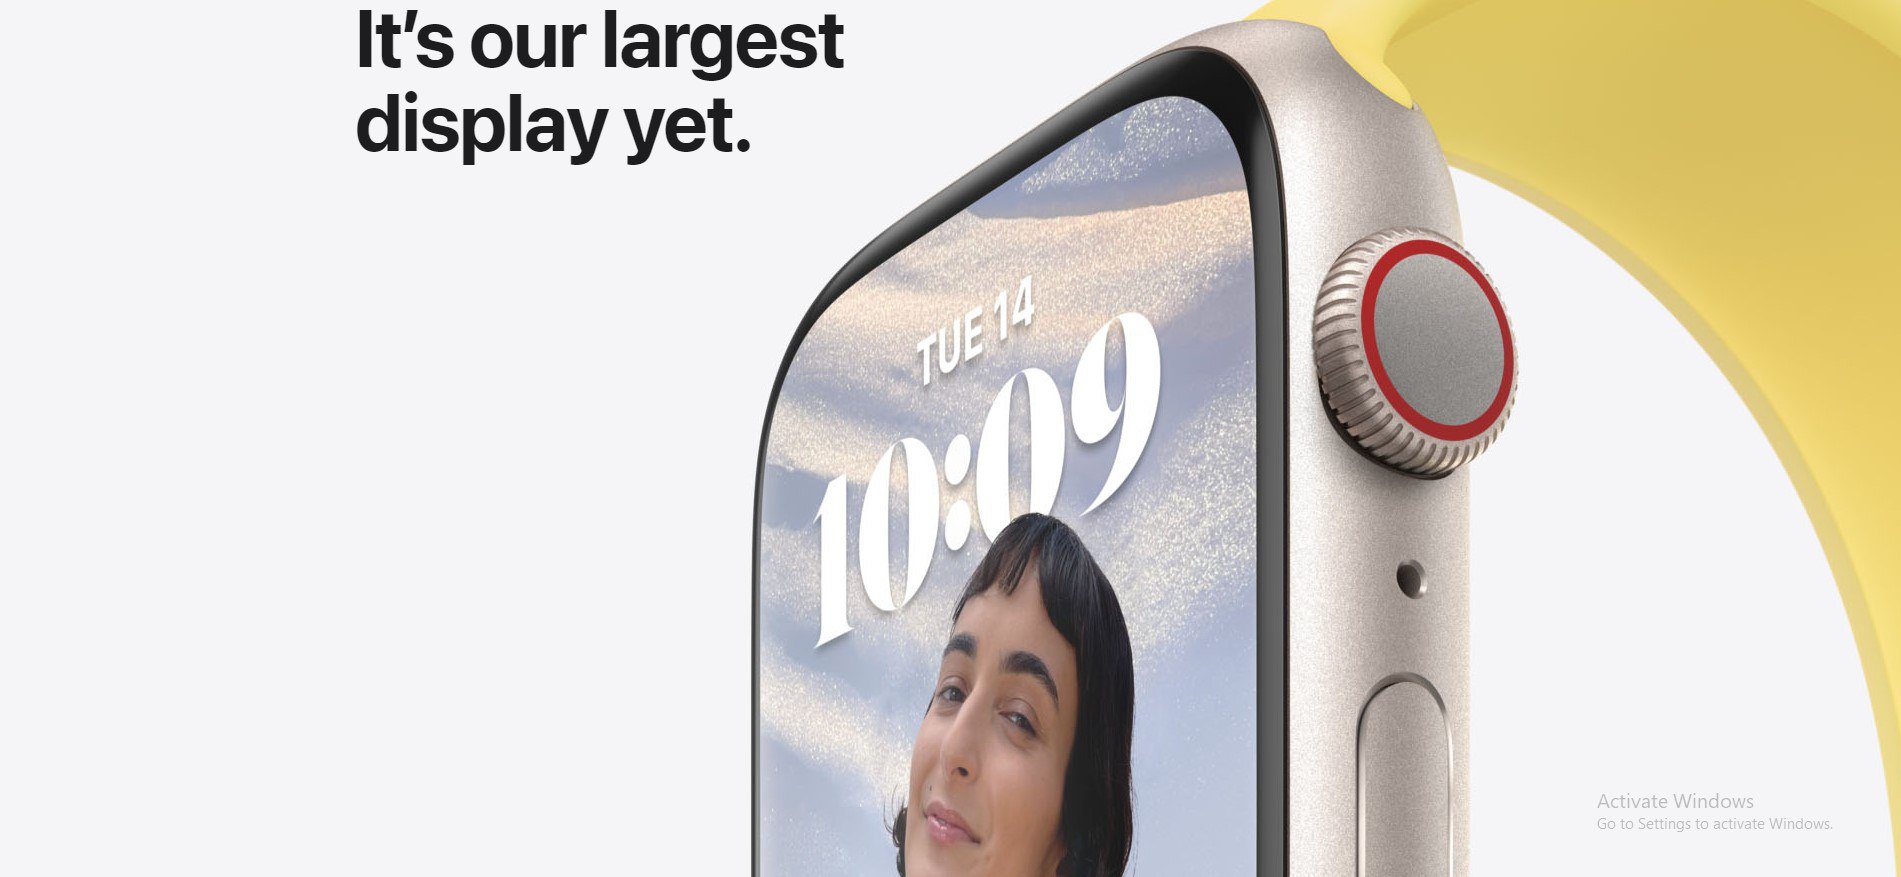 It’s our largest
display yet.
TUE 14
10:09
Activate Windows
Go to Settings to activate Windows.